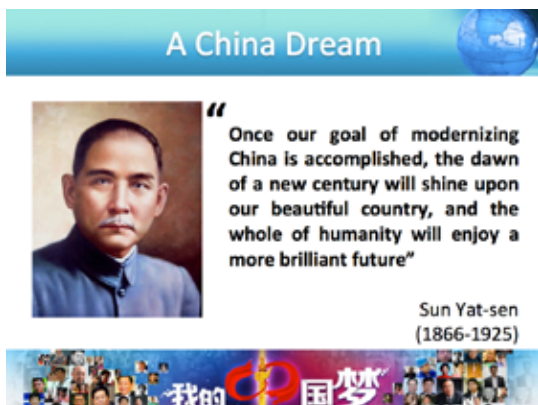 A China Dream
“
Once our goal of modernizing
China is accomplished, the dawn
of a new century will shine upon
our beautiful country, and the
whole of humanity will enjoy a
more brilliant future”
Sun Yat-sen
(1866-1925)
我的中国梦